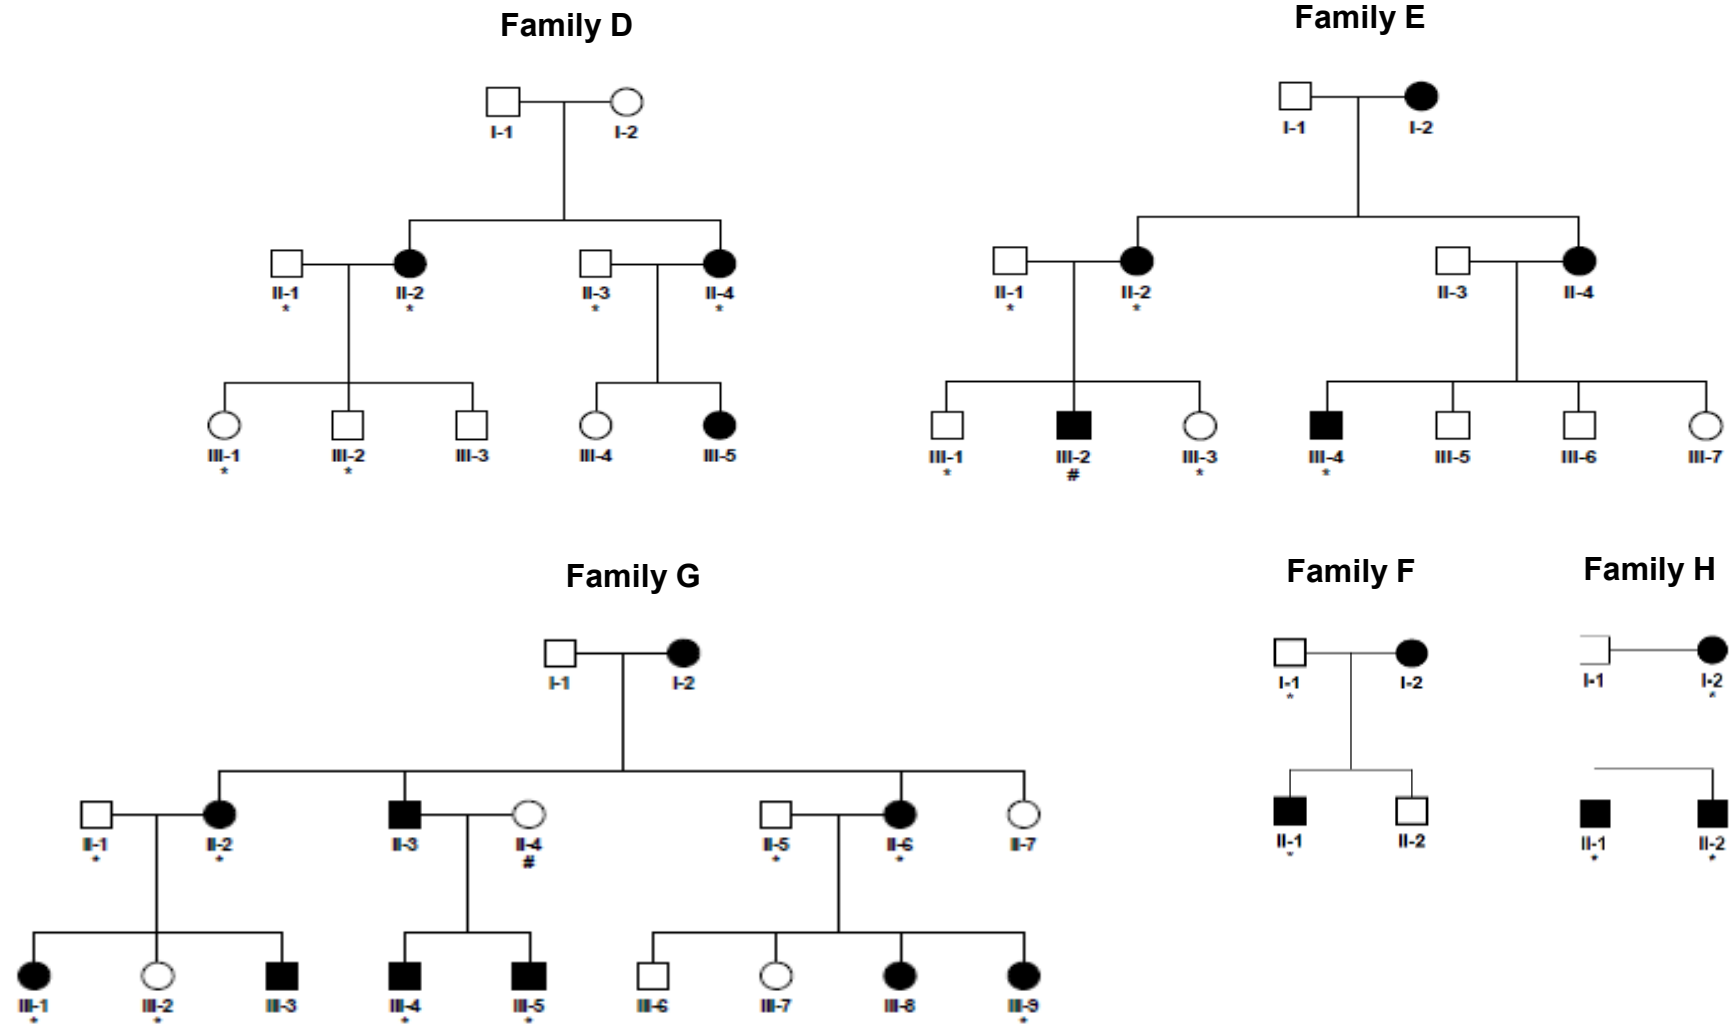 Family D
I-1 I-2
II-1 II-2 II-3 II-4
* * * *
III-1 III-2 III-3 III-4 III-5
* *
Family E
I-1 I-2
II-1 II-2 II-3 II-4
* *
III-1 III-2 III-3 III-4 III-5 III-6 III-7
* # * *
Family G
I-1 I-2
II-1 II-2 II-3 II-4 II-5 II-6 II-7
* * # * *
III-1 III-2 III-3 III-4 III-5 III-6 III-7 III-8 III-9
* * * * *
Family F
I-1 I-2
*
II-1 II-2
*
Family H
I-1 I-2
*
II-1 II-2
* *